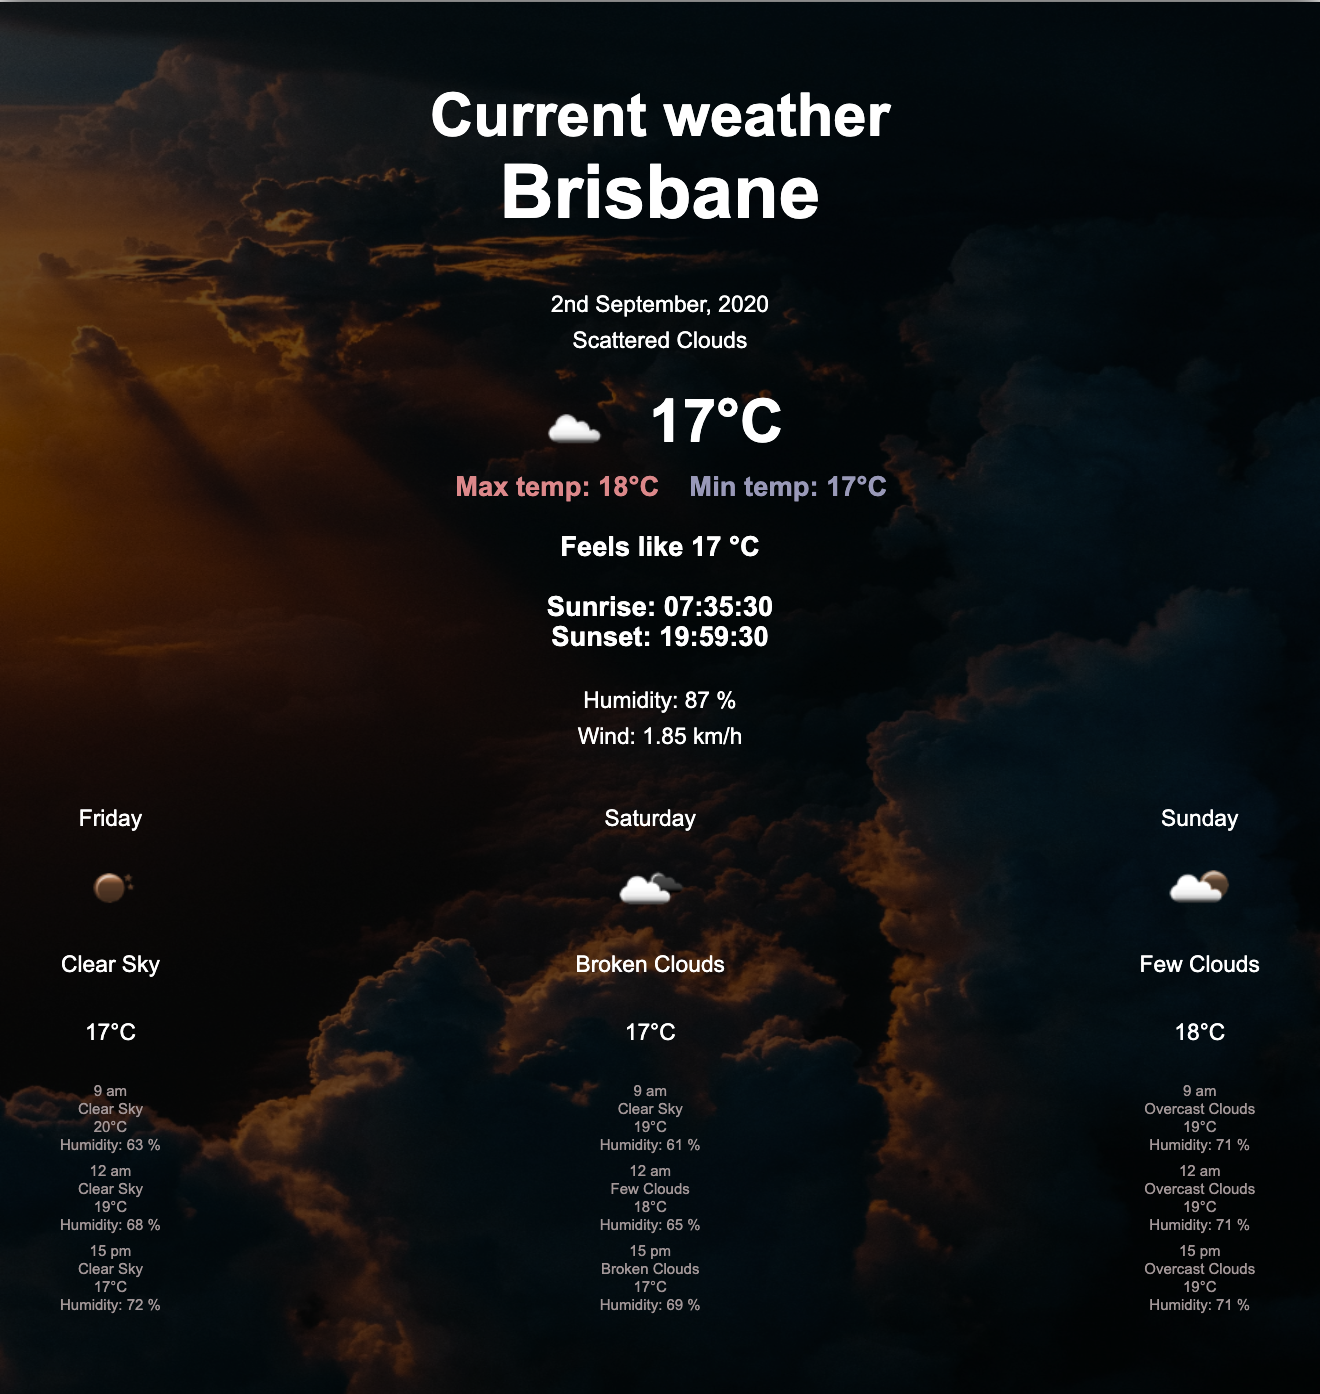 Current weather
Brisbane
2nd September, 2020
Scattered Clouds
17°C
Max temp: 18°C Min temp: 17°C
Feels like 17 °C
Sunrise: 07:35:30
Sunset: 19:59:30
Humidity: 87 %
Wind: 1.85 km/h
Friday
Clear Sky
17°C
9 am
Clear Sky
20°C
Humidity: 63 %
12 am
Clear Sky
19°C
Humidity: 68 %
15 pm
Clear Sky
17°C
Humidity: 72 %
Saturday
Broken Clouds
17°C
9 am
Clear Sky
19°C
Humidity: 61 %
12 am
Few Clouds
18°C
Humidity: 65 %
15 pm
Broken Clouds
17°C
Humidity: 69 %
Sunday
Few Clouds
18°C
9 am
Overcast Clouds
19°C
Humidity: 71 %
12 am
Overcast Clouds
19°C
Humidity: 71 %
15 pm
Overcast Clouds
19°C
Humidity: 71 %